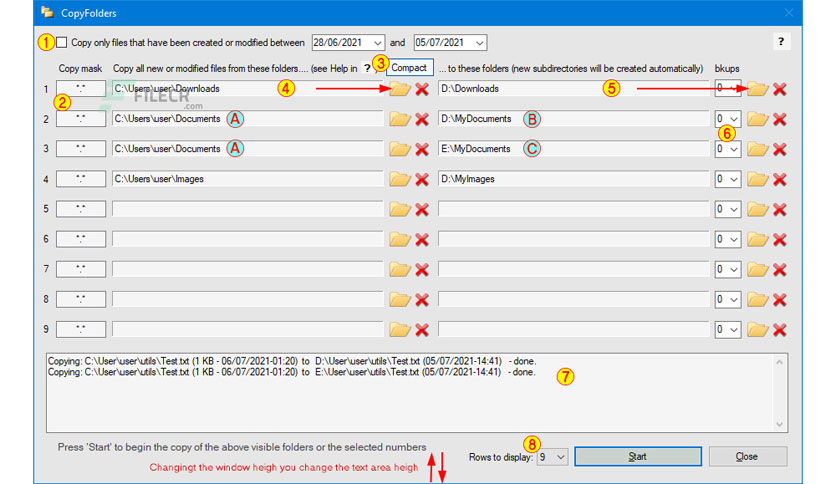 CopyFolders
1 Copy only files that have been created or modified between 28/06/2021 and 05/07/2021 ?
Copy mask Copy all new or modified files from these folders.... (see Help in ? ) 3 Compact ... to these folders (new subdirectories will be created automatically) bkups
1 *.* C:\Users\user\Downloads 4 D:\Downloads 5 0
2 FILECR
.com
2 *.* C:\Users\user\Documents A D:\MyDocuments B 0
6
3 *.* C:\Users\user\Documents A E:\MyDocuments C 0
4 *.* C:\Users\user\Images D:\MyImages 0
5 *.* 0
6 *.* 0
7 *.* 0
8 *.* 0
9 *.* 0
Copying: C:\User\user\utils\Test.txt (1 KB - 06/07/2021-01:20) to D:\User\user\utils\Test.txt (05/07/2021-14:41) - done.
Copying: C:\User\user\utils\Test.txt (1 KB - 06/07/2021-01:20) to E:\User\user\utils\Test.txt (05/07/2021-14:41) - done.
7
Press 'Start' to begin the copy of the above visible folders or the selected numbers
8
Rows to display: 9 Start Close
Changingt the window heigh you change the text area heigh